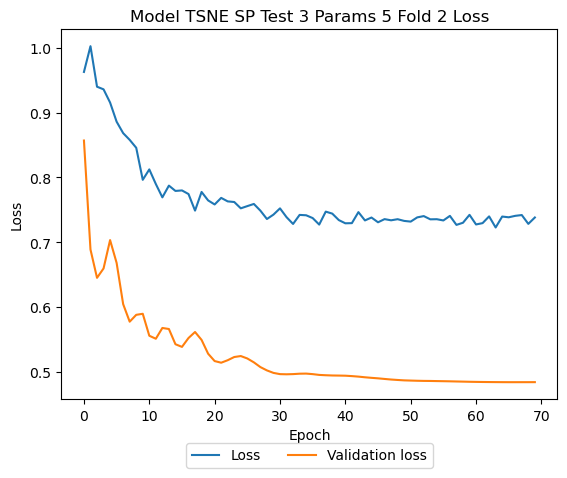 Model TSNE SP Test 3 Params 5 Fold 2 Loss
1.0
0.9
0.8
0.7
0.6
0.5
Loss
0 10 20 30 40 50 60 70
Epoch
Loss Validation loss